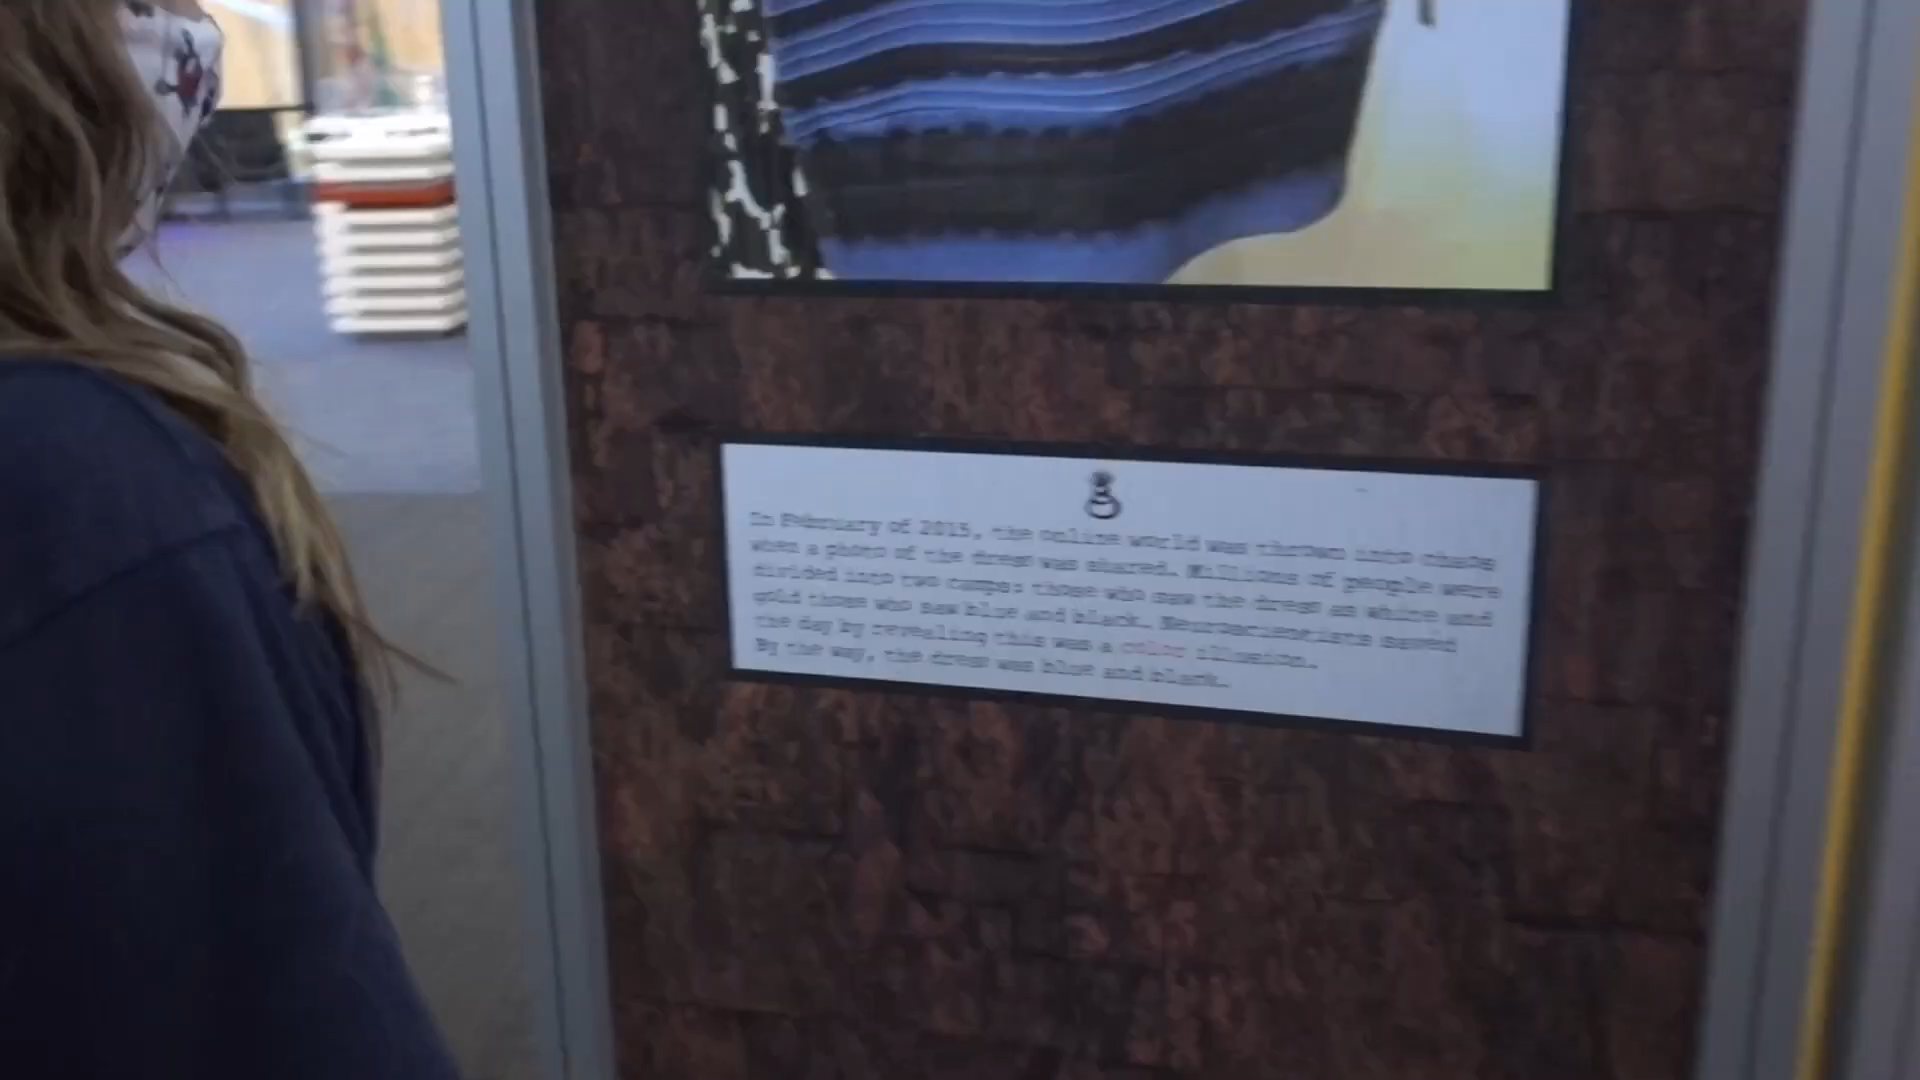 In February of 2015, the online world was thrown into chaos
when a photo of the dress was shared. Millions of people were
divided into two camps: those who saw the dress as white and
gold those who saw blue and black. Neuroscientists saved
the day by revealing this was a color illusion.
By the way, the dress was blue and black.